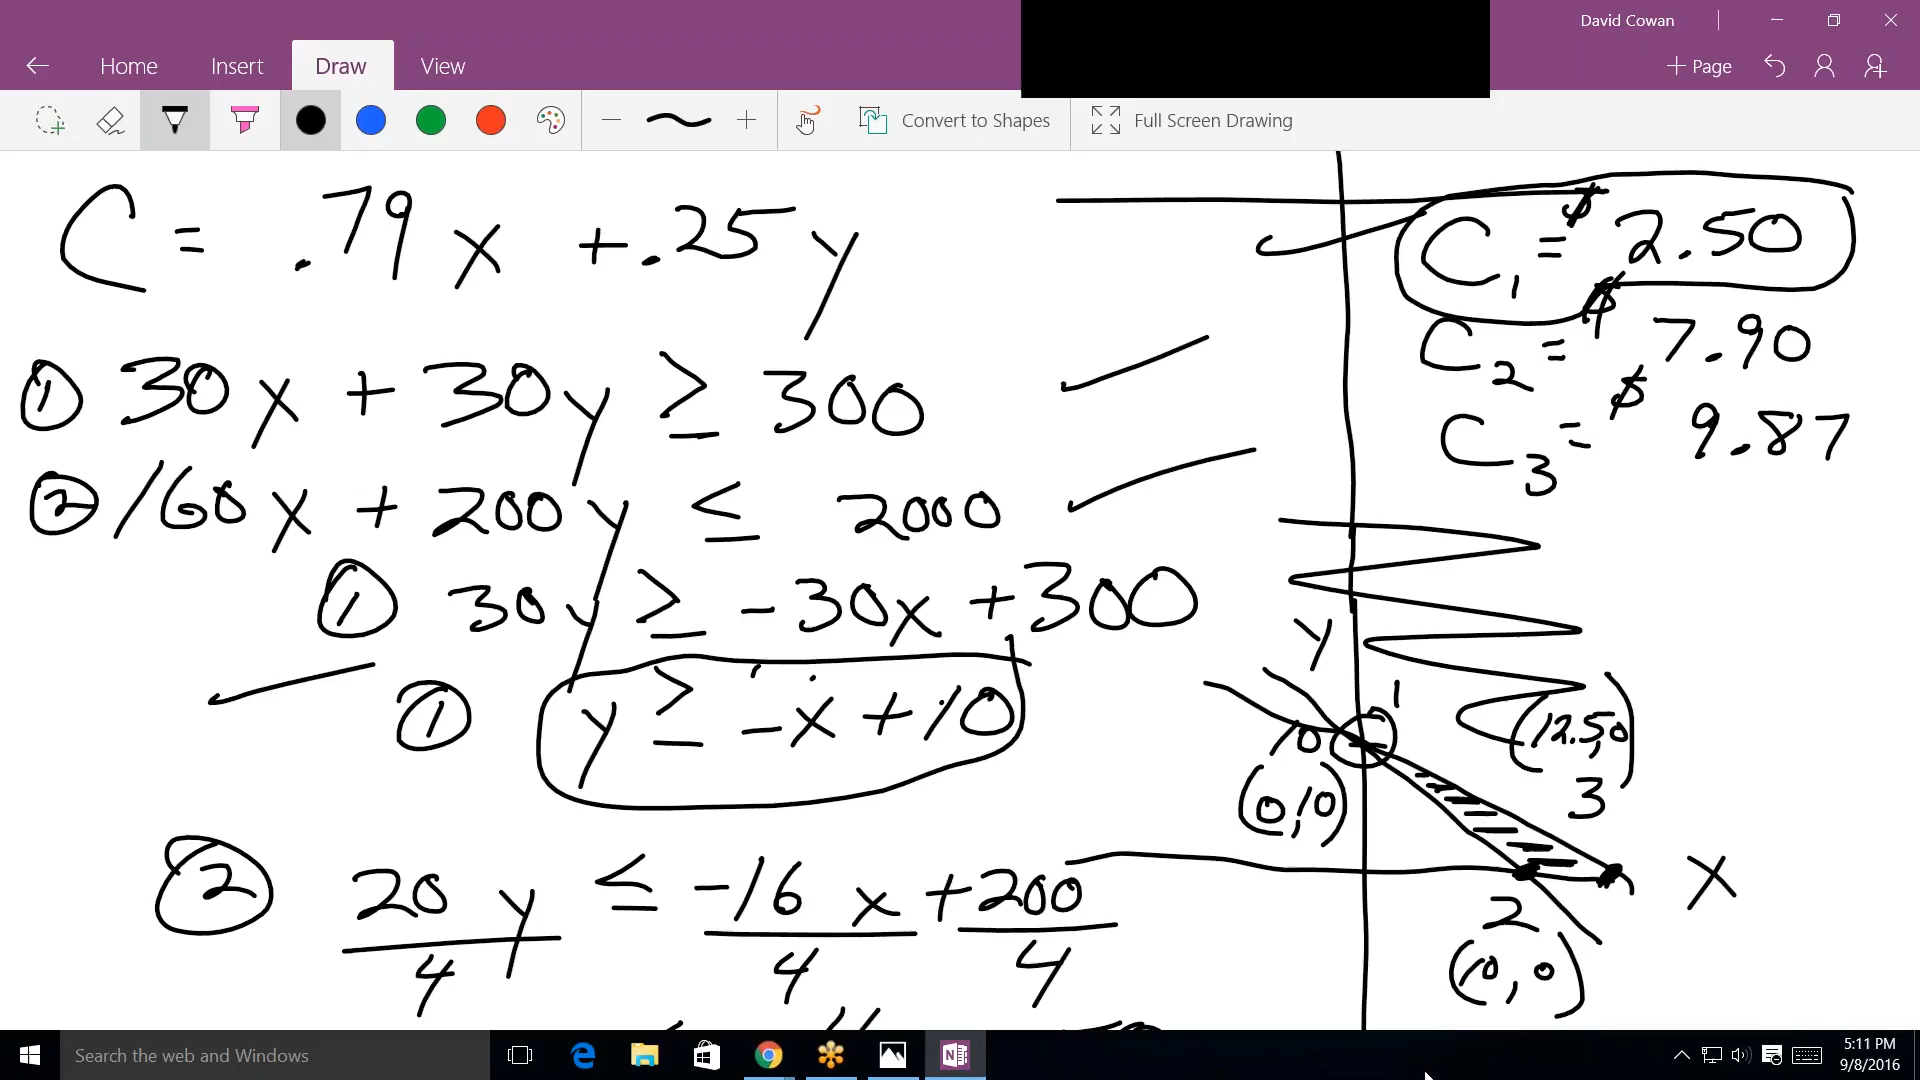 David Cowan
Home Insert Draw View
+ Page
Convert to Shapes Full Screen Drawing
C = .79x + .25y
① 30x + 30y ≥ 300
② 160x + 200y ≤ 2000
① 30y ≥ -30x + 300
① y ≥ -x + 10
② 20y/4 ≤ -16x/4 + 200/4
C₁ = $2.50
C₂ = $7.90
C₃ = $9.87
y
1
10
(0,10)
(12.5,0)
3
x
2
(10,0)
Search the web and Windows
5:11 PM
9/8/2016